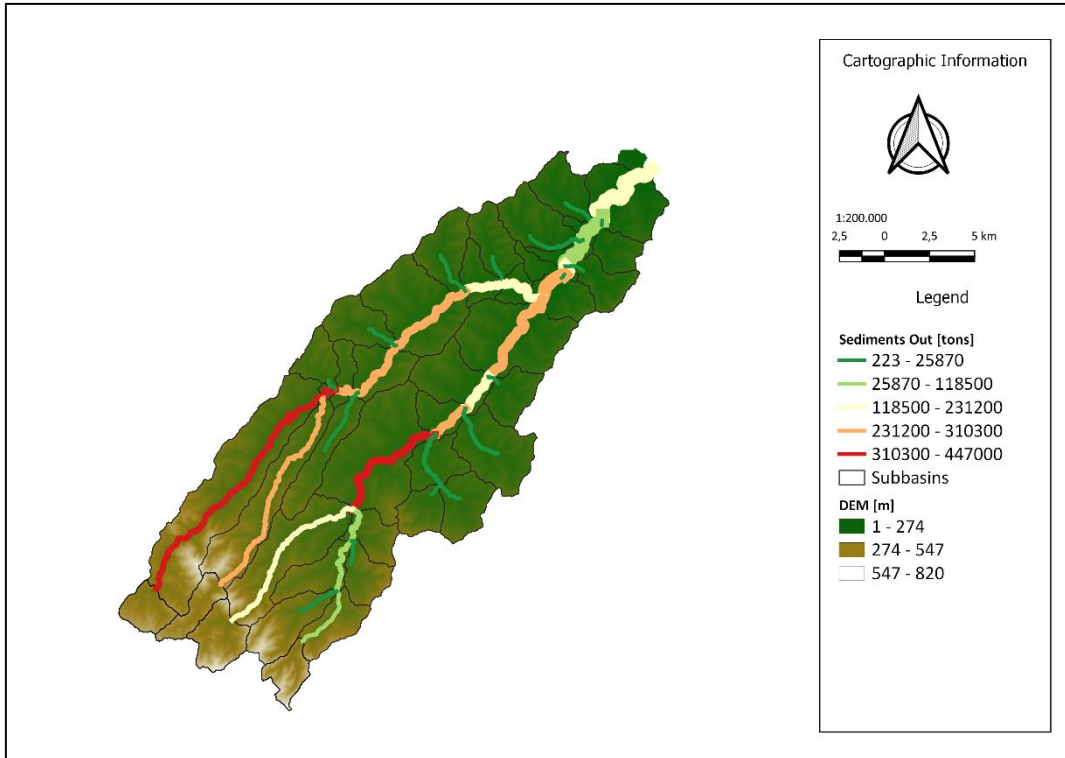 Cartographic Information
1:200.000
2,5 0 2,5 5 km
Legend
Sediments Out [tons]
223 - 25870
25870 - 118500
118500 - 231200
231200 - 310300
310300 - 447000
Subbasins
DEM [m]
1 - 274
274 - 547
547 - 820